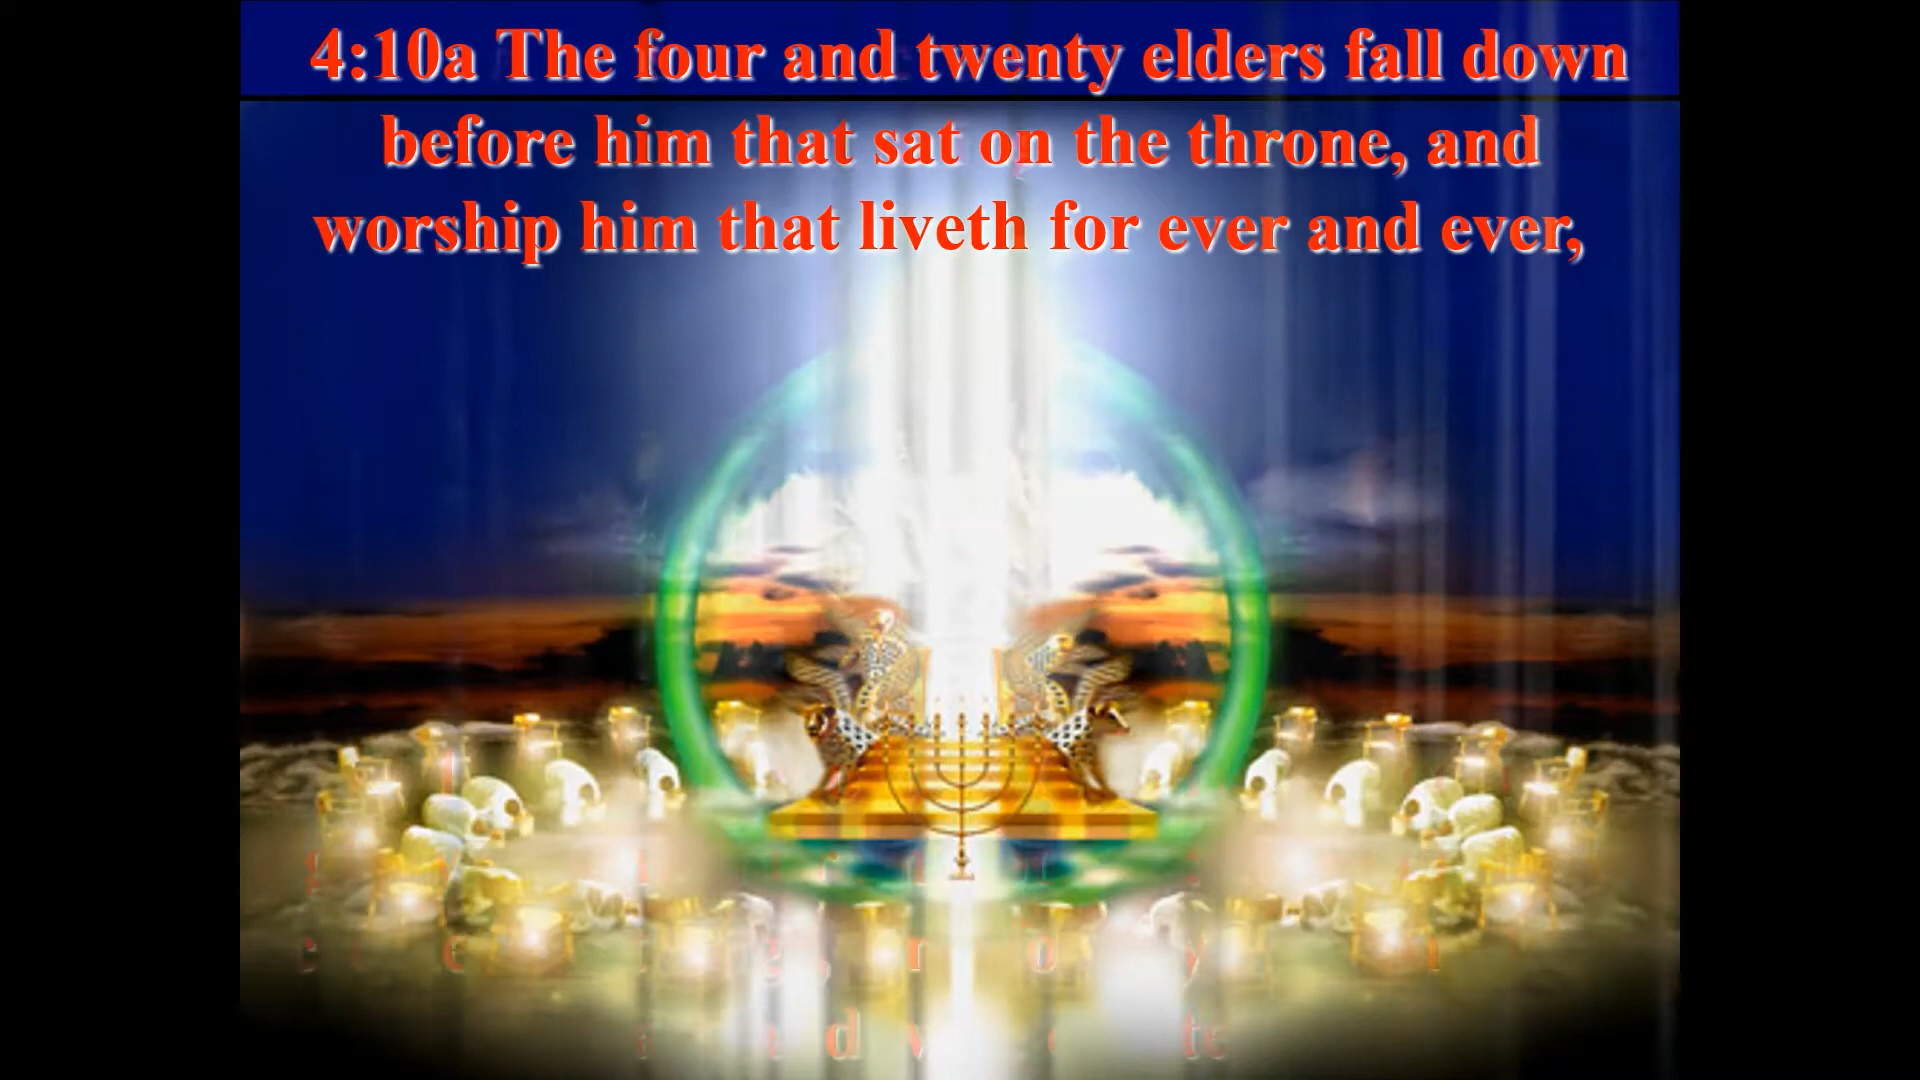 4:10a The four and twenty elders fall down
before him that sat on the throne, and
worship him that liveth for ever and ever,